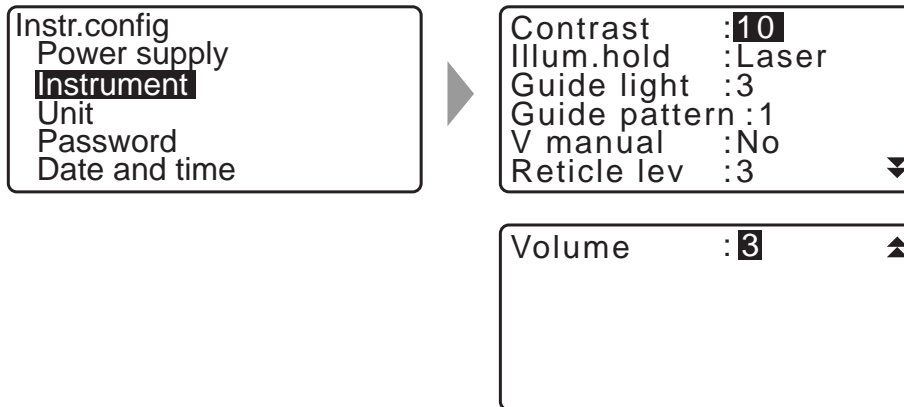 Instr.config
Power supply
Instrument
Unit
Password
Date and time
Contrast :10
Illum.hold :Laser
Guide light :3
Guide pattern :1
V manual :No
Reticle lev :3
Volume :3